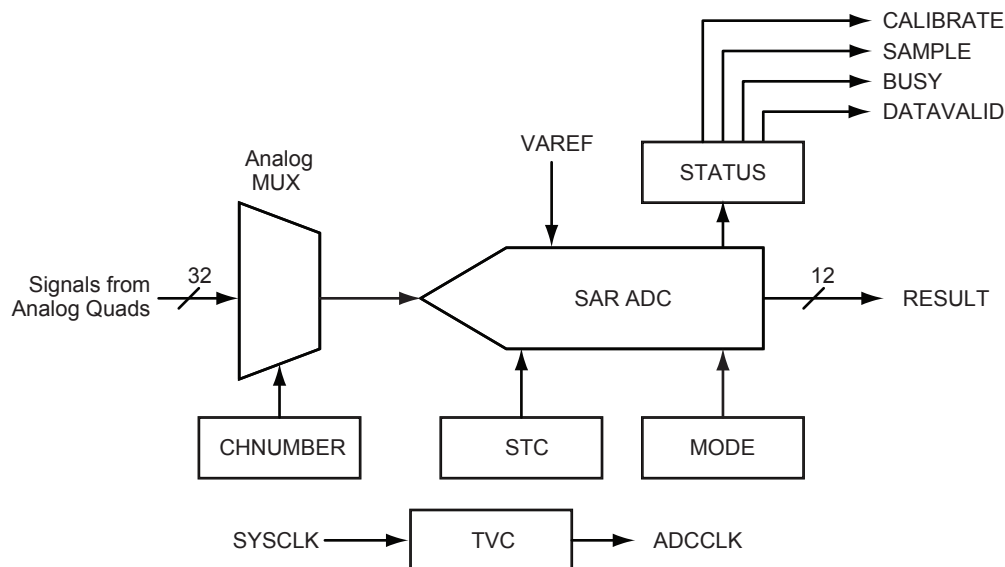 CALIBRATE
SAMPLE
BUSY
DATAVALID
STATUS
VAREF
Analog
MUX
Signals from
Analog Quads
32
SAR ADC
12
RESULT
CHNUMBER
STC
MODE
SYSCLK
TVC
ADCCLK